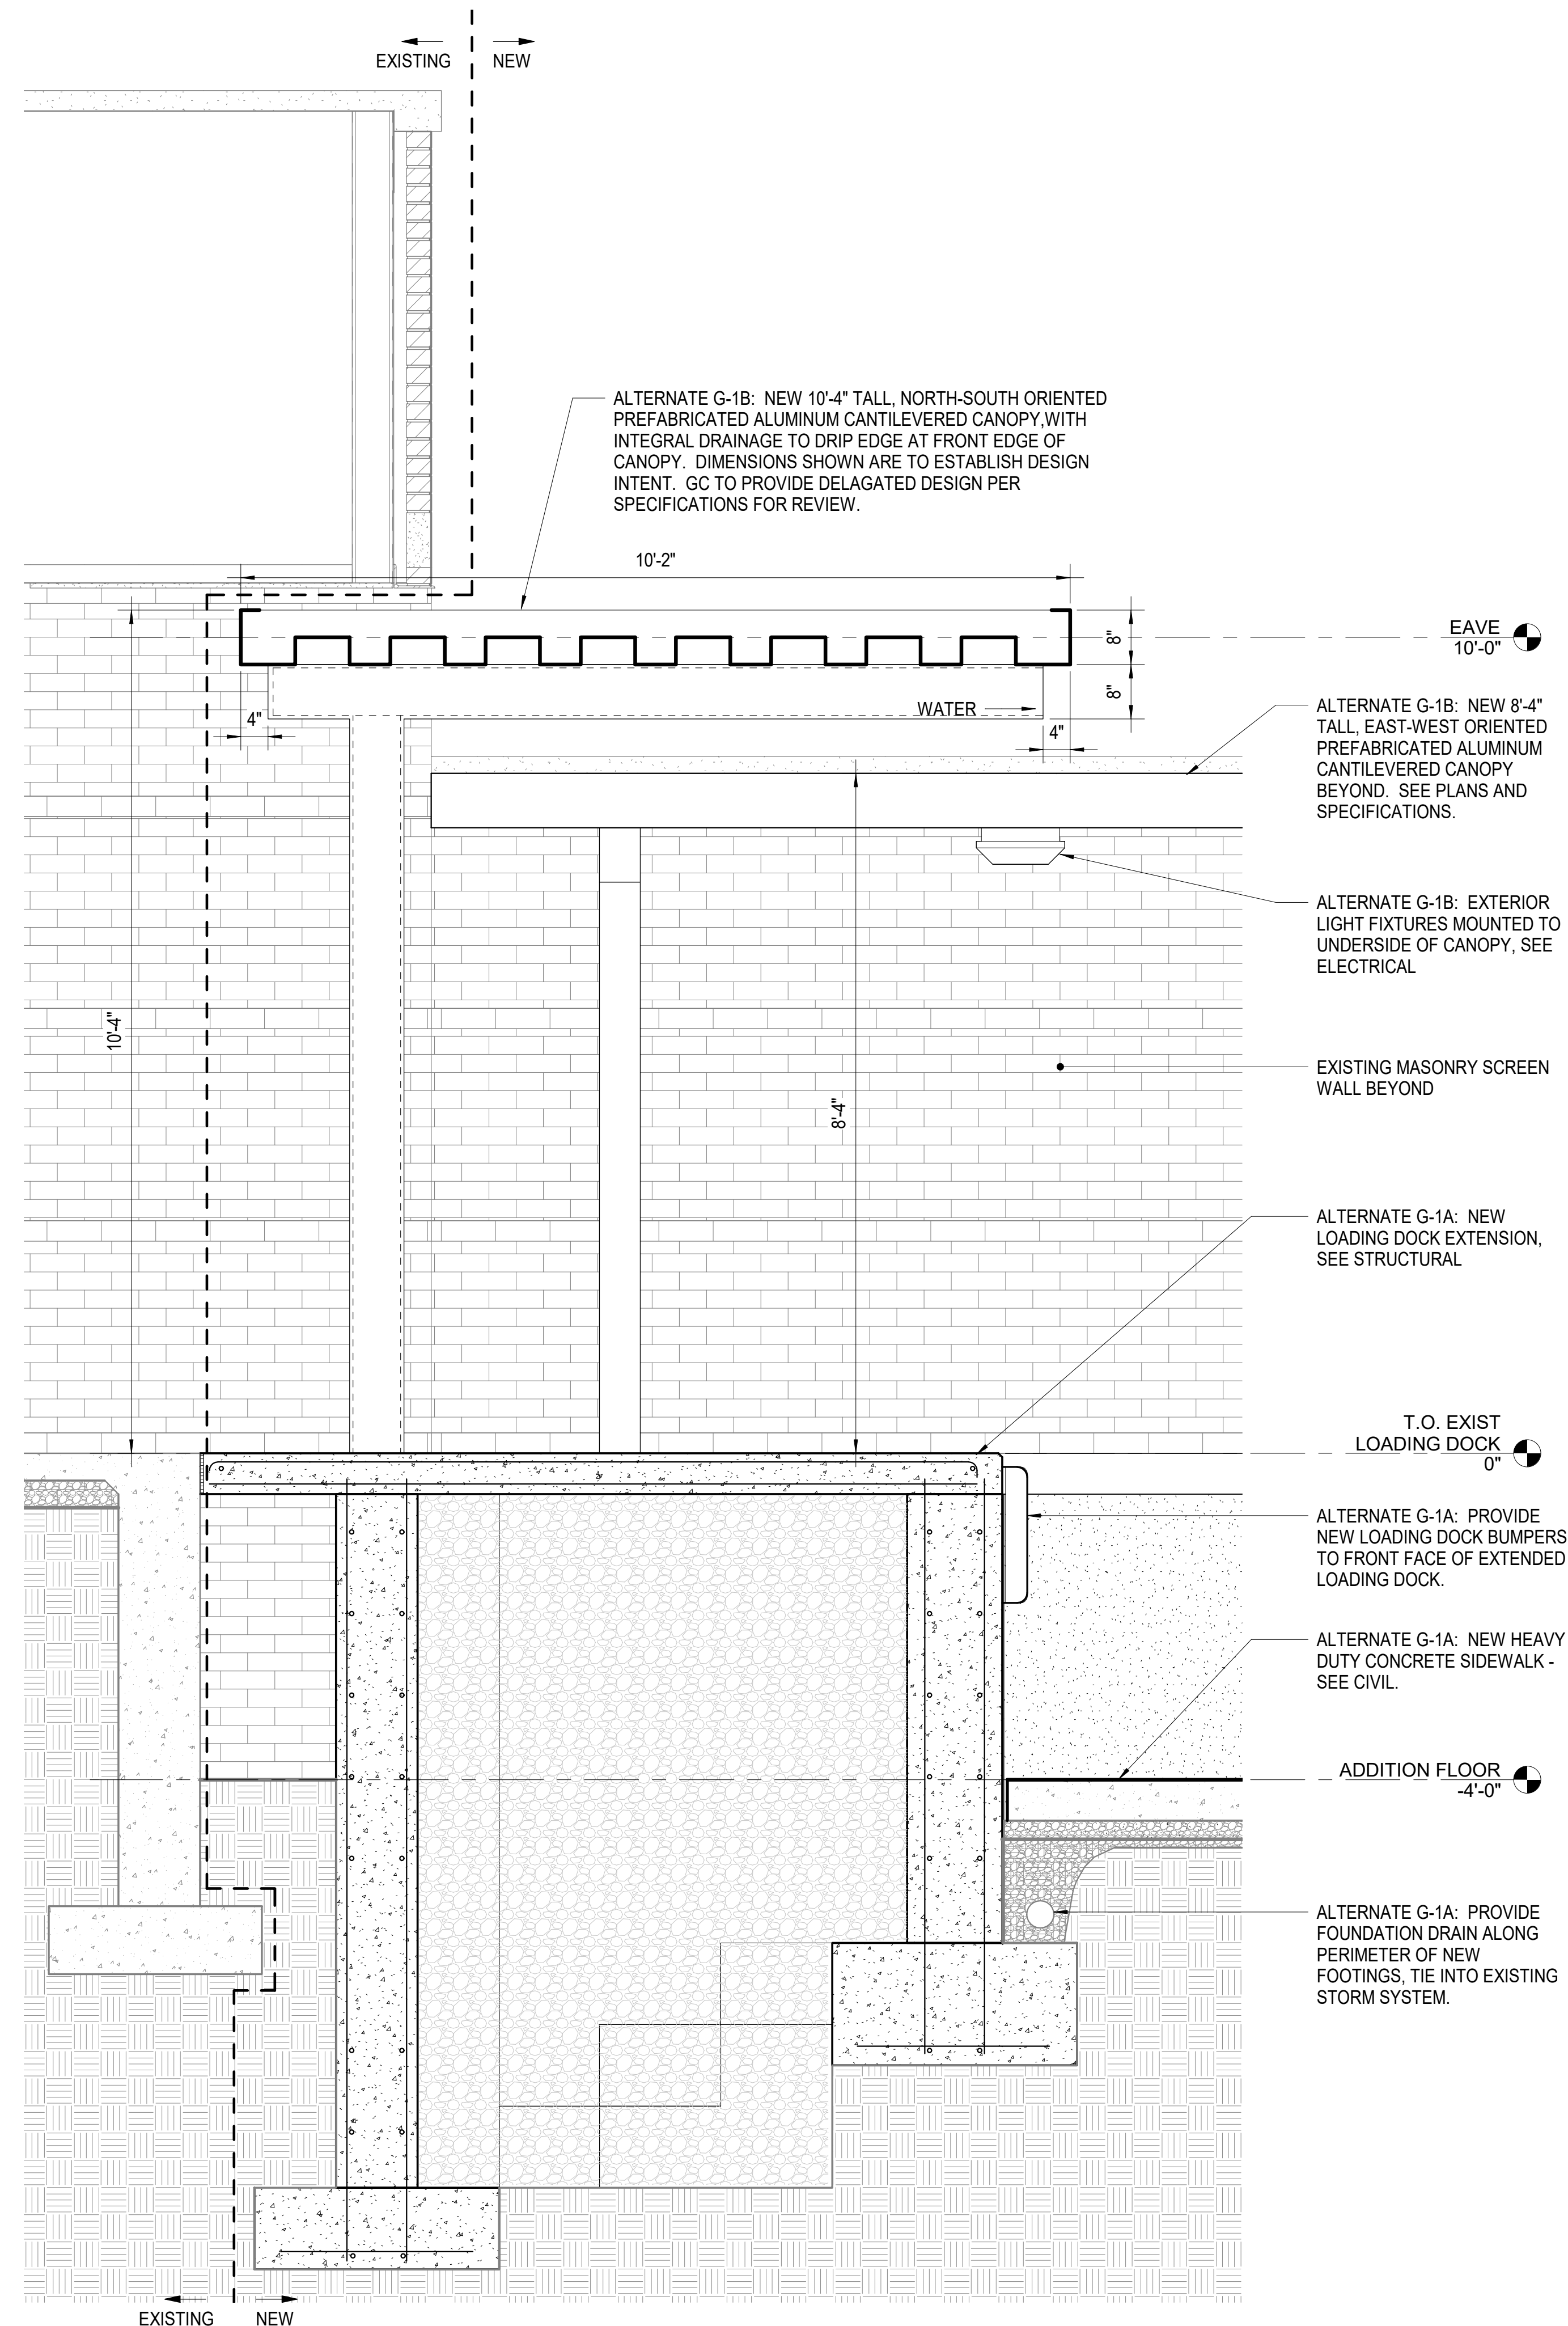 EXISTING
NEW
ALTERNATE G-1B: NEW 10'-4" TALL, NORTH-SOUTH ORIENTED
PREFABRICATED ALUMINUM CANTILEVERED CANOPY,WITH
INTEGRAL DRAINAGE TO DRIP EDGE AT FRONT EDGE OF
CANOPY. DIMENSIONS SHOWN ARE TO ESTABLISH DESIGN
INTENT. GC TO PROVIDE DELAGATED DESIGN PER
SPECIFICATIONS FOR REVIEW.
10'-2"
8"
EAVE
10'-0"
8"
4"
WATER
4"
ALTERNATE G-1B: NEW 8'-4"
TALL, EAST-WEST ORIENTED
PREFABRICATED ALUMINUM
CANTILEVERED CANOPY
BEYOND. SEE PLANS AND
SPECIFICATIONS.
ALTERNATE G-1B: EXTERIOR
LIGHT FIXTURES MOUNTED TO
UNDERSIDE OF CANOPY, SEE
ELECTRICAL
10'-4"
EXISTING MASONRY SCREEN
WALL BEYOND
8'-4"
ALTERNATE G-1A: NEW
LOADING DOCK EXTENSION,
SEE STRUCTURAL
T.O. EXIST
LOADING DOCK
0"
ALTERNATE G-1A: PROVIDE
NEW LOADING DOCK BUMPERS
TO FRONT FACE OF EXTENDED
LOADING DOCK.
ALTERNATE G-1A: NEW HEAVY
DUTY CONCRETE SIDEWALK -
SEE CIVIL.
ADDITION FLOOR
-4'-0"
ALTERNATE G-1A: PROVIDE
FOUNDATION DRAIN ALONG
PERIMETER OF NEW
FOOTINGS, TIE INTO EXISTING
STORM SYSTEM.
EXISTING
NEW